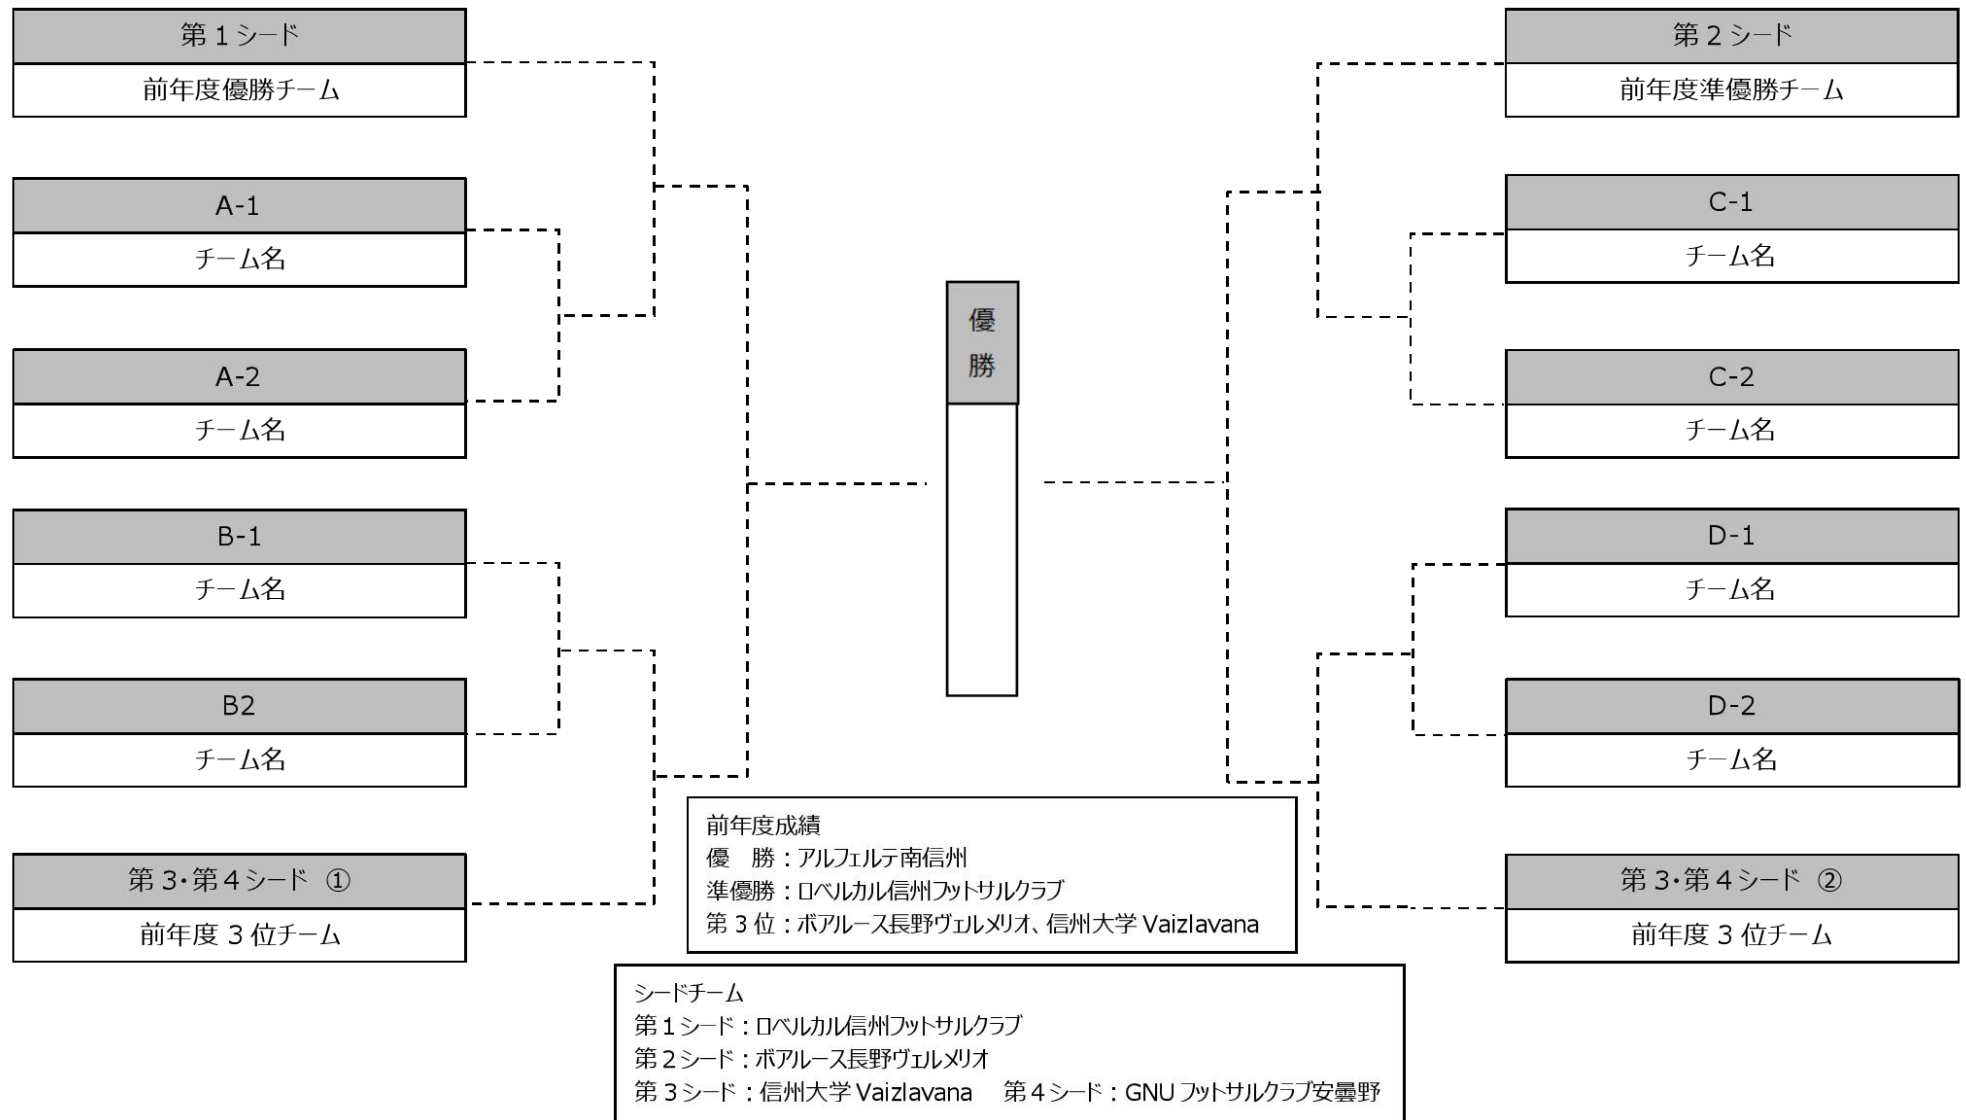 第1シード
前年度優勝チーム
A-1
チーム名
A-2
チーム名
B-1
チーム名
B2
チーム名
第3・第4シード ①
前年度3位チーム
優
勝
第2シード
前年度準優勝チーム
C-1
チーム名
C-2
チーム名
D-1
チーム名
D-2
チーム名
第3・第4シード ②
前年度3位チーム
前年度成績
優　勝：アルフェルテ南信州
準優勝：ロベルカル信州フットサルクラブ
第3位：ボアルース長野ヴェルメリオ、信州大学 Vaizlavana
シードチーム
第1シード：ロベルカル信州フットサルクラブ
第2シード：ボアルース長野ヴェルメリオ
第3シード：信州大学 Vaizlavana　第4シード：GNU フットサルクラブ安曇野